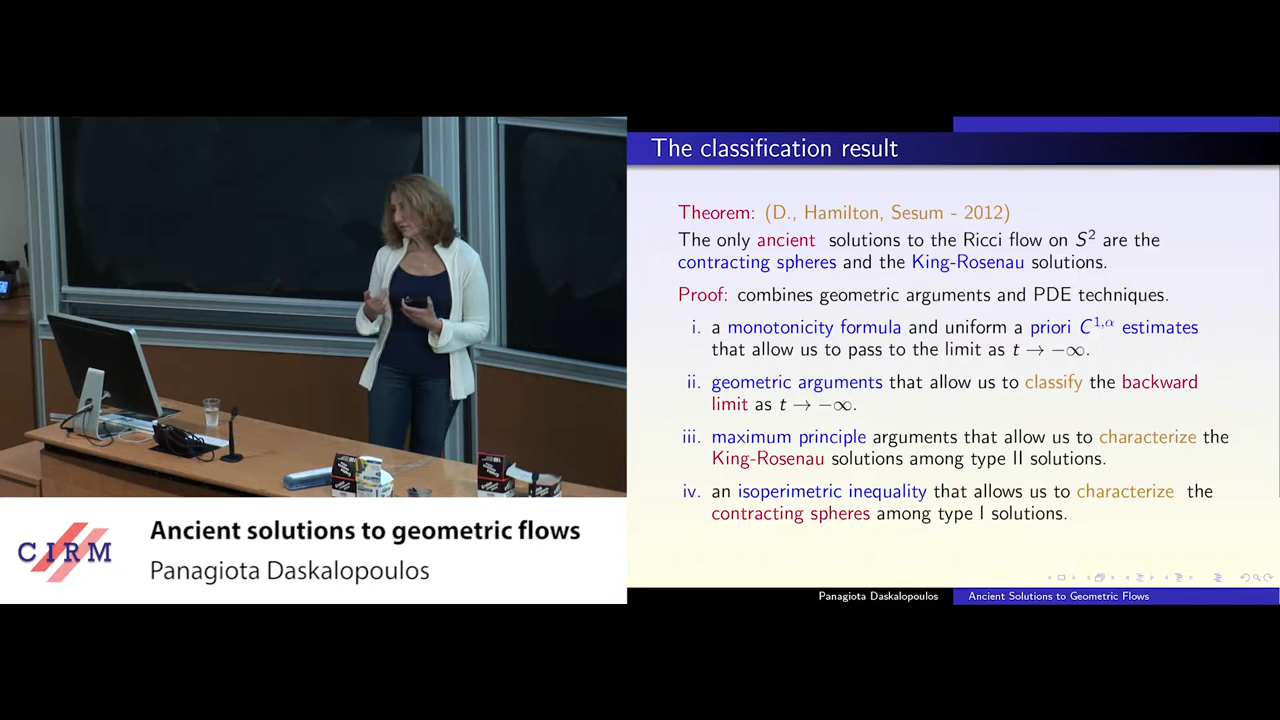 The classification result
Theorem: (D., Hamilton, Sesum - 2012)
The only ancient solutions to the Ricci flow on S² are the
contracting spheres and the King-Rosenau solutions.
Proof: combines geometric arguments and PDE techniques.
i. a monotonicity formula and uniform a priori C^{1,α} estimates
that allow us to pass to the limit as t → −∞.
ii. geometric arguments that allow us to classify the backward
limit as t → −∞.
iii. maximum principle arguments that allow us to characterize the
King-Rosenau solutions among type II solutions.
iv. an isoperimetric inequality that allows us to characterize the
contracting spheres among type I solutions.
Panagiota Daskalopoulos
Ancient Solutions to Geometric Flows
CIRM
Ancient solutions to geometric flows
Panagiota Daskalopoulos